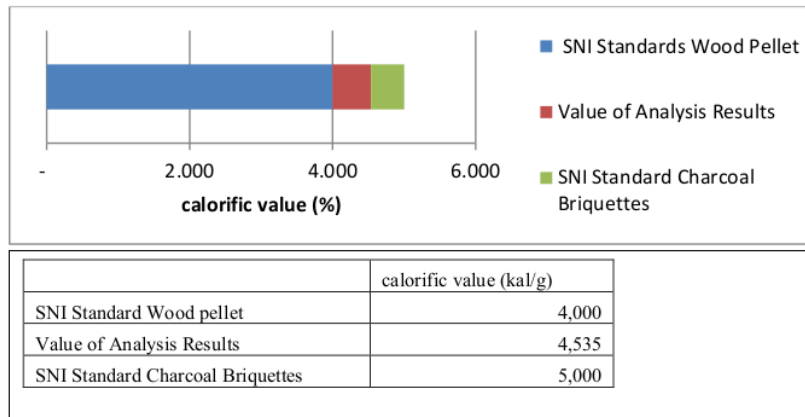 SNI Standards Wood Pellet
Value of Analysis Results
SNI Standard Charcoal
Briquettes
- 2.000 4.000 6.000
calorific value (%)
calorific value (kal/g)
SNI Standard Wood pellet 4,000
Value of Analysis Results 4,535
SNI Standard Charcoal Briquettes 5,000